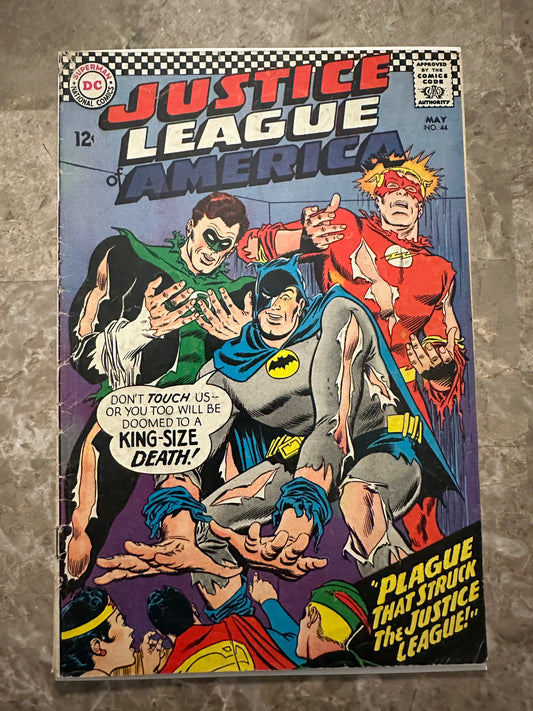 SUPERMAN
DC
NATIONAL COMICS
APPROVED
BY THE
COMICS
CODE
AUTHORITY
12¢
JUSTICE
LEAGUE
of AMERICA
MAY
NO. 44
DON'T TOUCH US--
OR YOU TOO WILL BE
DOOMED TO A
KING-SIZE
DEATH!
"PLAGUE
THAT STRUCK
THE JUSTICE
LEAGUE!"